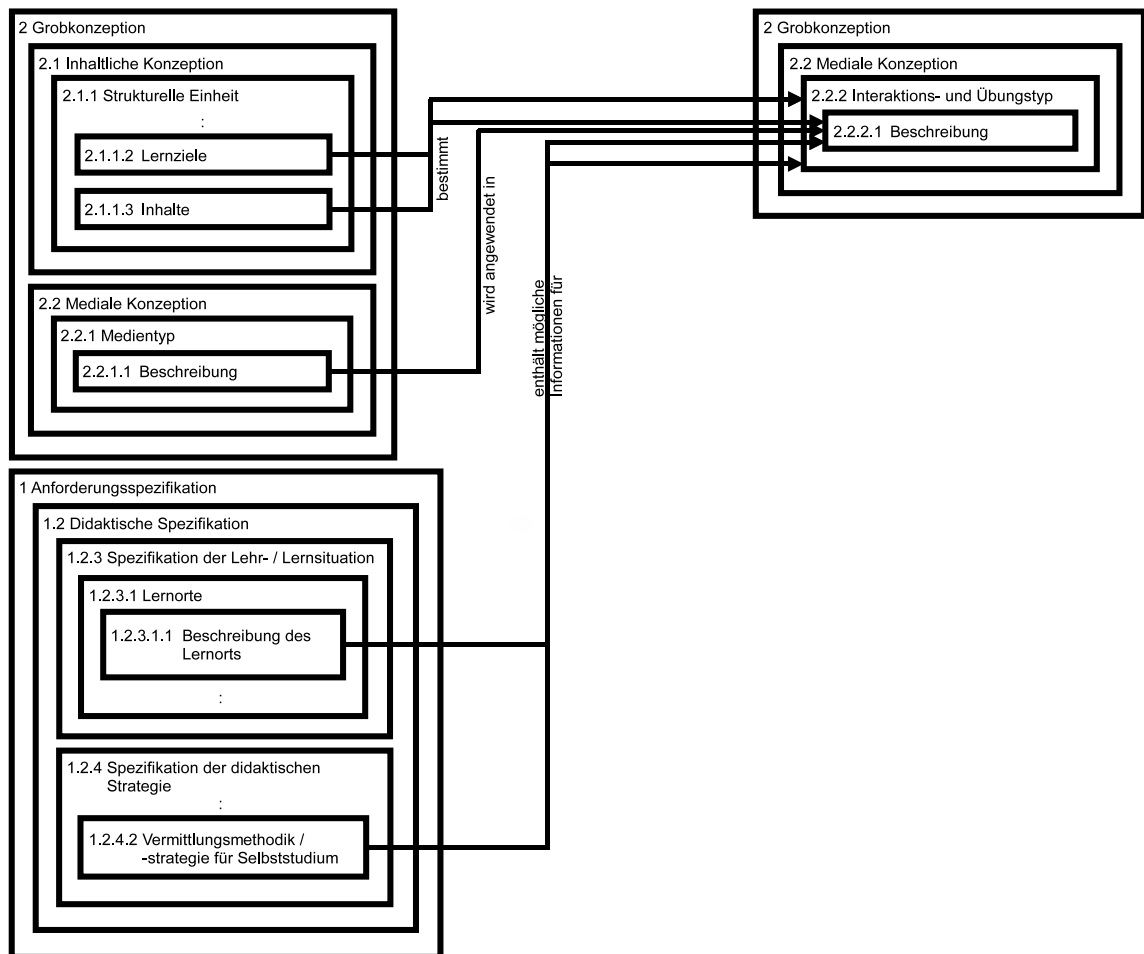 2 Grobkonzeption
2.1 Inhaltliche Konzeption
2.1.1 Strukturelle Einheit
:
2.1.1.2 Lernziele
2.1.1.3 Inhalte
2.2 Mediale Konzeption
2.2.1 Medientyp
2.2.1.1 Beschreibung
1 Anforderungsspezifikation
1.2 Didaktische Spezifikation
1.2.3 Spezifikation der Lehr- / Lernsituation
1.2.3.1 Lernorte
1.2.3.1.1 Beschreibung des
Lernorts
:
1.2.4 Spezifikation der didaktischen
Strategie
:
1.2.4.2 Vermittlungsmethodik /
-strategie für Selbststudium
bestimmt
wird angewendet in
enthält mögliche
Informationen für
2 Grobkonzeption
2.2 Mediale Konzeption
2.2.2 Interaktions- und Übungstyp
2.2.2.1 Beschreibung